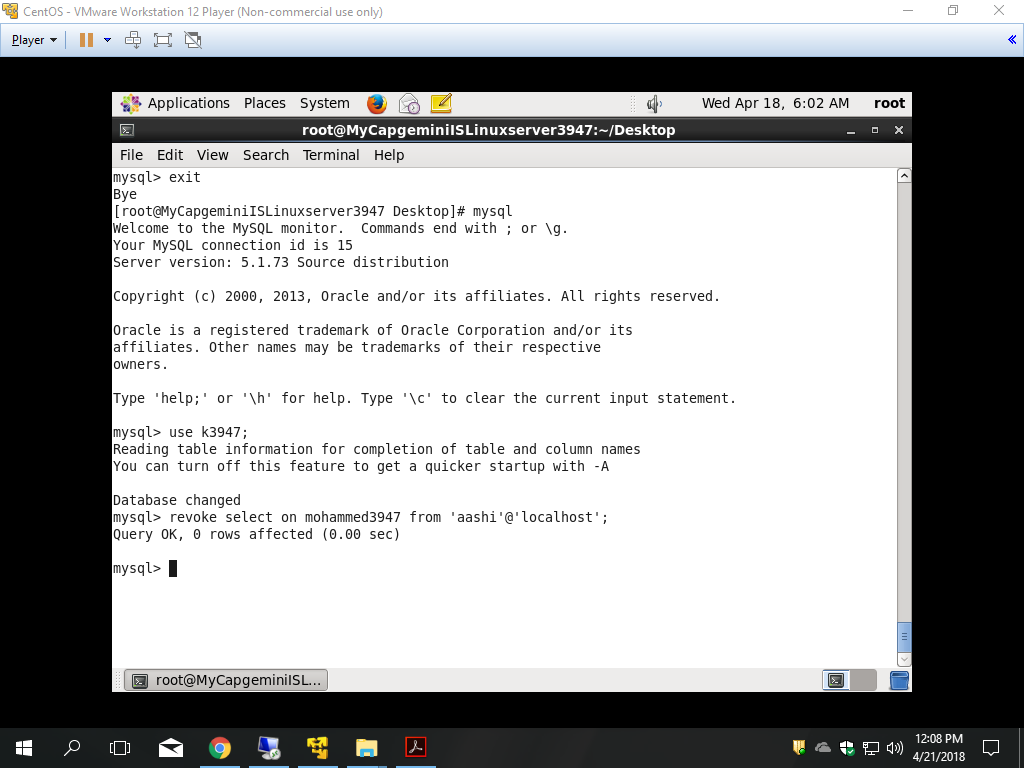 CentOS - VMware Workstation 12 Player (Non-commercial use only)
Player
Applications Places System Wed Apr 18, 6:02 AM root
root@MyCapgeminiISLinuxserver3947:~/Desktop
File Edit View Search Terminal Help
mysql> exit
Bye
[root@MyCapgeminiISLinuxserver3947 Desktop]# mysql
Welcome to the MySQL monitor.  Commands end with ; or \g.
Your MySQL connection id is 15
Server version: 5.1.73 Source distribution
Copyright (c) 2000, 2013, Oracle and/or its affiliates. All rights reserved.
Oracle is a registered trademark of Oracle Corporation and/or its
affiliates. Other names may be trademarks of their respective
owners.
Type 'help;' or '\h' for help. Type '\c' to clear the current input statement.
mysql> use k3947;
Reading table information for completion of table and column names
You can turn off this feature to get a quicker startup with -A
Database changed
mysql> revoke select on mohammed3947 from 'aashi'@'localhost';
Query OK, 0 rows affected (0.00 sec)
mysql>
root@MyCapgeminiISL...
12:08 PM
4/21/2018